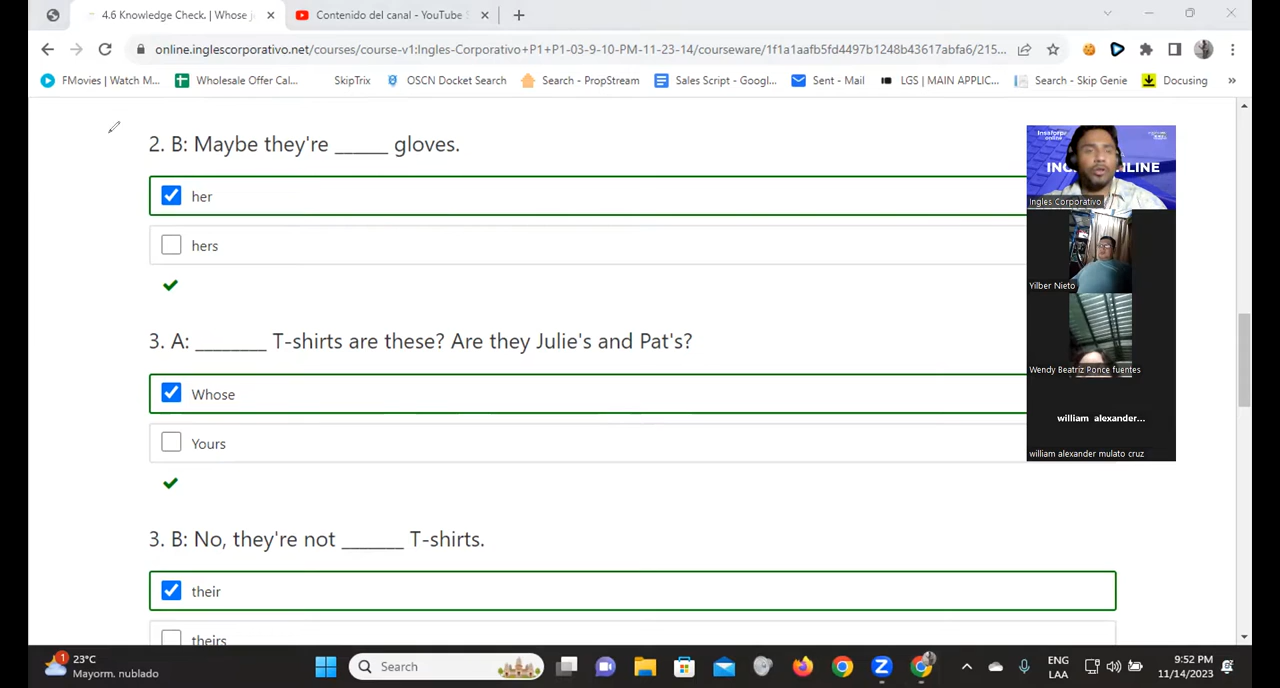 4.6 Knowledge Check. | Whose j
Contenido del canal - YouTube S
online.inglescorporativo.net/courses/course-v1:Ingles-Corporativo+P1+P1-03-9-10-PM-11-23-14/courseware/1f1a1aafb5fd4497b1248b43617abfa6/215...
FMovies | Watch M... Wholesale Offer Cal... SkipTrix OSCN Docket Search Search - PropStream Sales Script - Googl... Sent - Mail LGS | MAIN APPLIC... Search - Skip Genie Docusing »
2. B: Maybe they're ______ gloves.
her
hers
3. A: ________ T-shirts are these? Are they Julie's and Pat's?
Whose
Yours
3. B: No, they're not _______ T-shirts.
their
theirs
Ingles Corporativo
Yilber Nieto
Wendy Beatriz Ponce fuentes
william alexander...
william alexander mulato cruz
1
23°C
Mayorm. nublado
Search
ENG
LAA
9:52 PM
11/14/2023